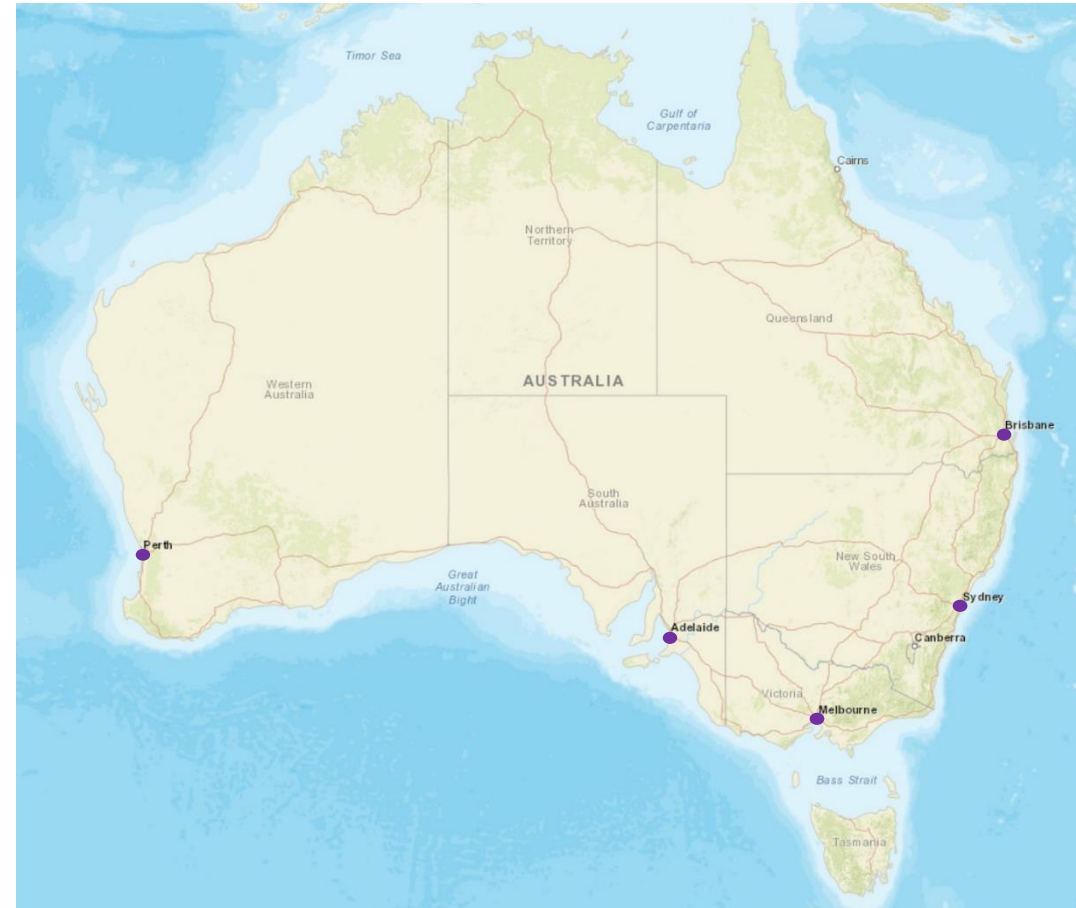 Timor Sea
Gulf of
Carpentaria
Cairns
Northern
Territory
Queensland
AUSTRALIA
Western
Australia
Brisbane
South
Australia
Perth
New South
Wales
Great
Australian
Bight
Sydney
Adelaide
Canberra
Victoria
Melbourne
Bass Strait
Tasmania